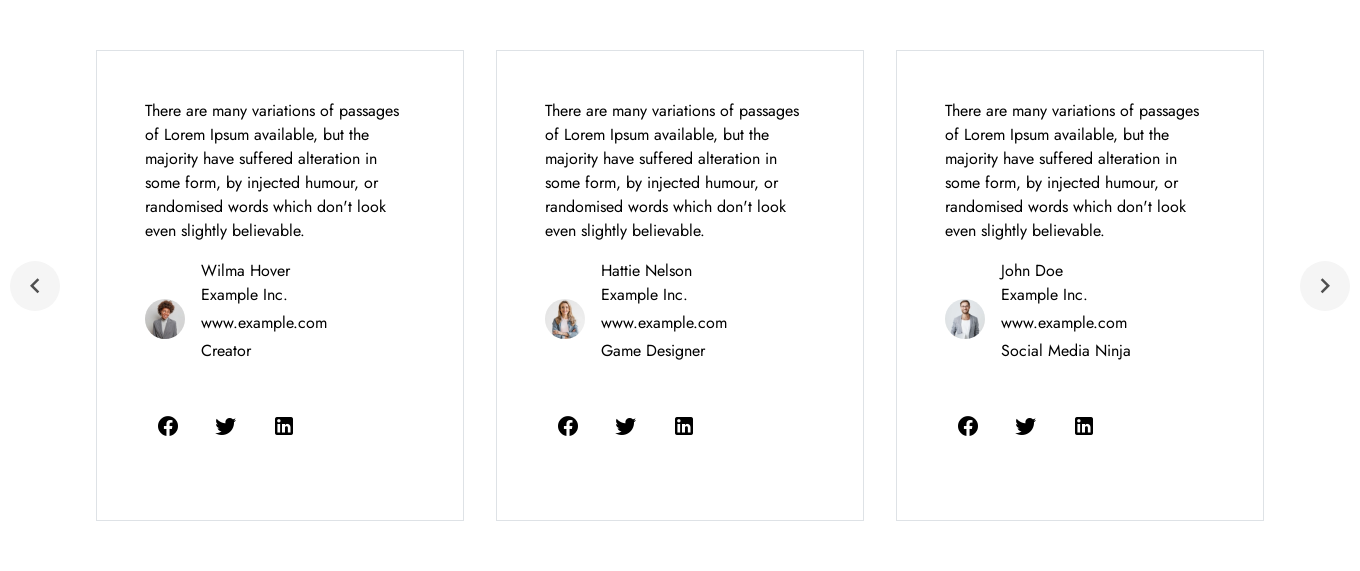 There are many variations of passages
of Lorem Ipsum available, but the
majority have suffered alteration in
some form, by injected humour, or
randomised words which don't look
even slightly believable.
Wilma Hover
Example Inc.
www.example.com
Creator
There are many variations of passages
of Lorem Ipsum available, but the
majority have suffered alteration in
some form, by injected humour, or
randomised words which don't look
even slightly believable.
Hattie Nelson
Example Inc.
www.example.com
Game Designer
There are many variations of passages
of Lorem Ipsum available, but the
majority have suffered alteration in
some form, by injected humour, or
randomised words which don't look
even slightly believable.
John Doe
Example Inc.
www.example.com
Social Media Ninja